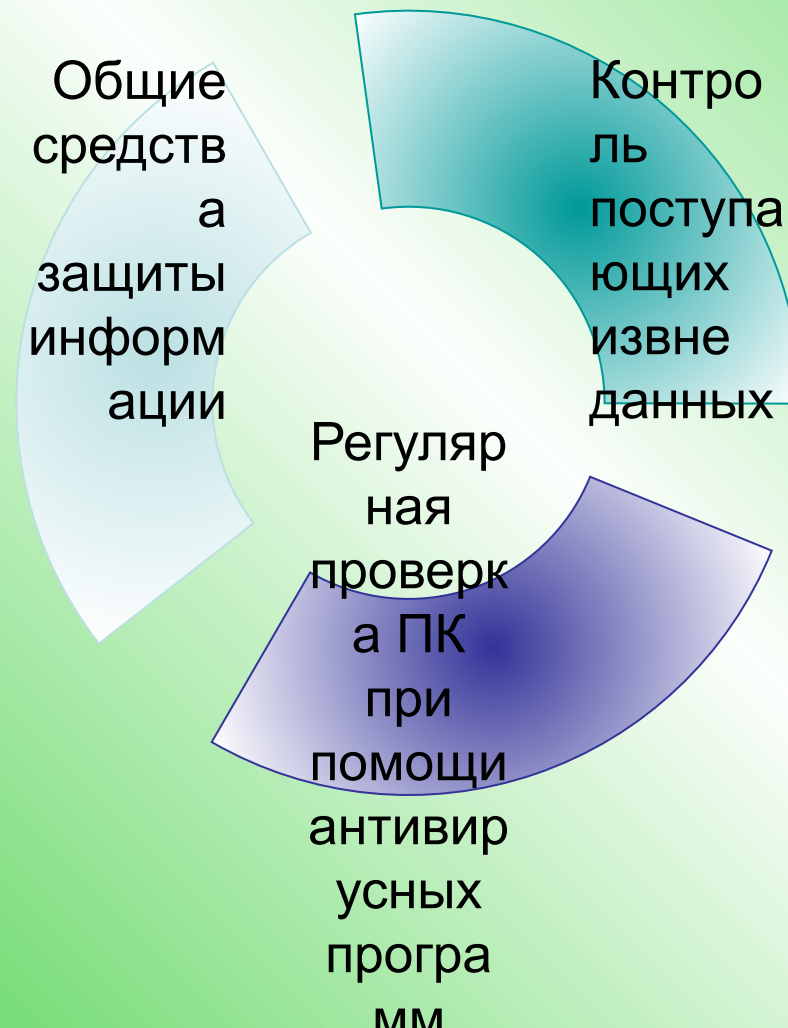 Общие
средств
а
защиты
информ
ации
Контро
ль
поступа
ющих
извне
данных
Регуляр
ная
проверк
а ПК
при
помощи
антивир
усных
програ
мм